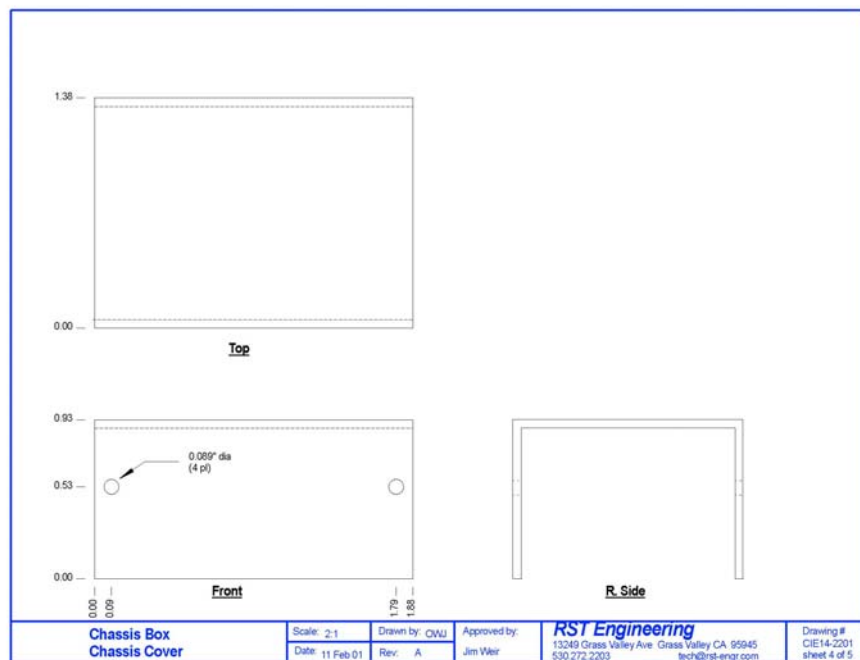 1.38
0.00
Top
0.93
0.53
0.00
0.089" dia
(4 pl)
Front
R. Side
0.00
0.09
1.79
1.88
Chassis Box
Chassis Cover
Scale: 2:1
Date: 11 Feb 01
Drawn by: OWJ
Rev: A
Approved by:
Jim Weir
RST Engineering
13249 Grass Valley Ave Grass Valley CA 95945
530.272.2203 tech@rst-engr.com
Drawing #
CIE14-2201
sheet 4 of 5